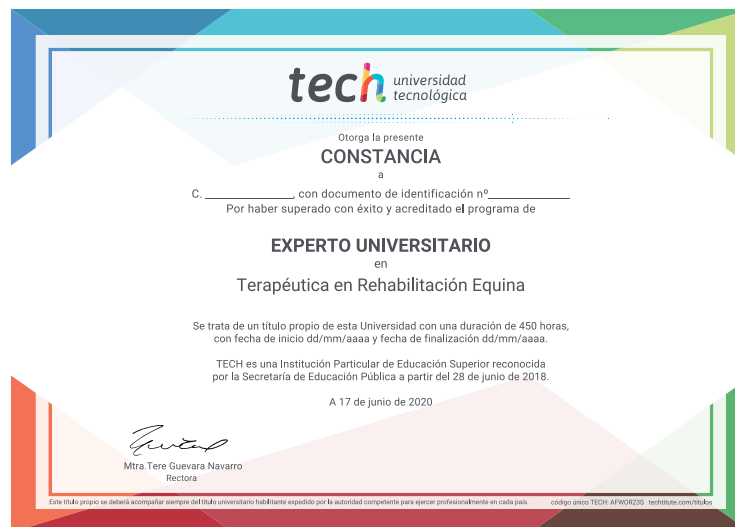 tech universidad
tecnológica
Otorga la presente
CONSTANCIA
a
C. ______________, con documento de identificación nº______________
Por haber superado con éxito y acreditado el programa de
EXPERTO UNIVERSITARIO
en
Terapéutica en Rehabilitación Equina
Se trata de un título propio de esta Universidad con una duración de 450 horas,
con fecha de inicio dd/mm/aaaa y fecha de finalización dd/mm/aaaa.
TECH es una Institución Particular de Educación Superior reconocida
por la Secretaría de Educación Pública a partir del 28 de junio de 2018.
A 17 de junio de 2020
Mtra.Tere Guevara Navarro
Rectora
Este título propio se deberá acompañar siempre del título universitario habilitante expedido por la autoridad competente para ejercer profesionalmente en cada país. código único TECH: AFWOR23S techtitute.com/titulos